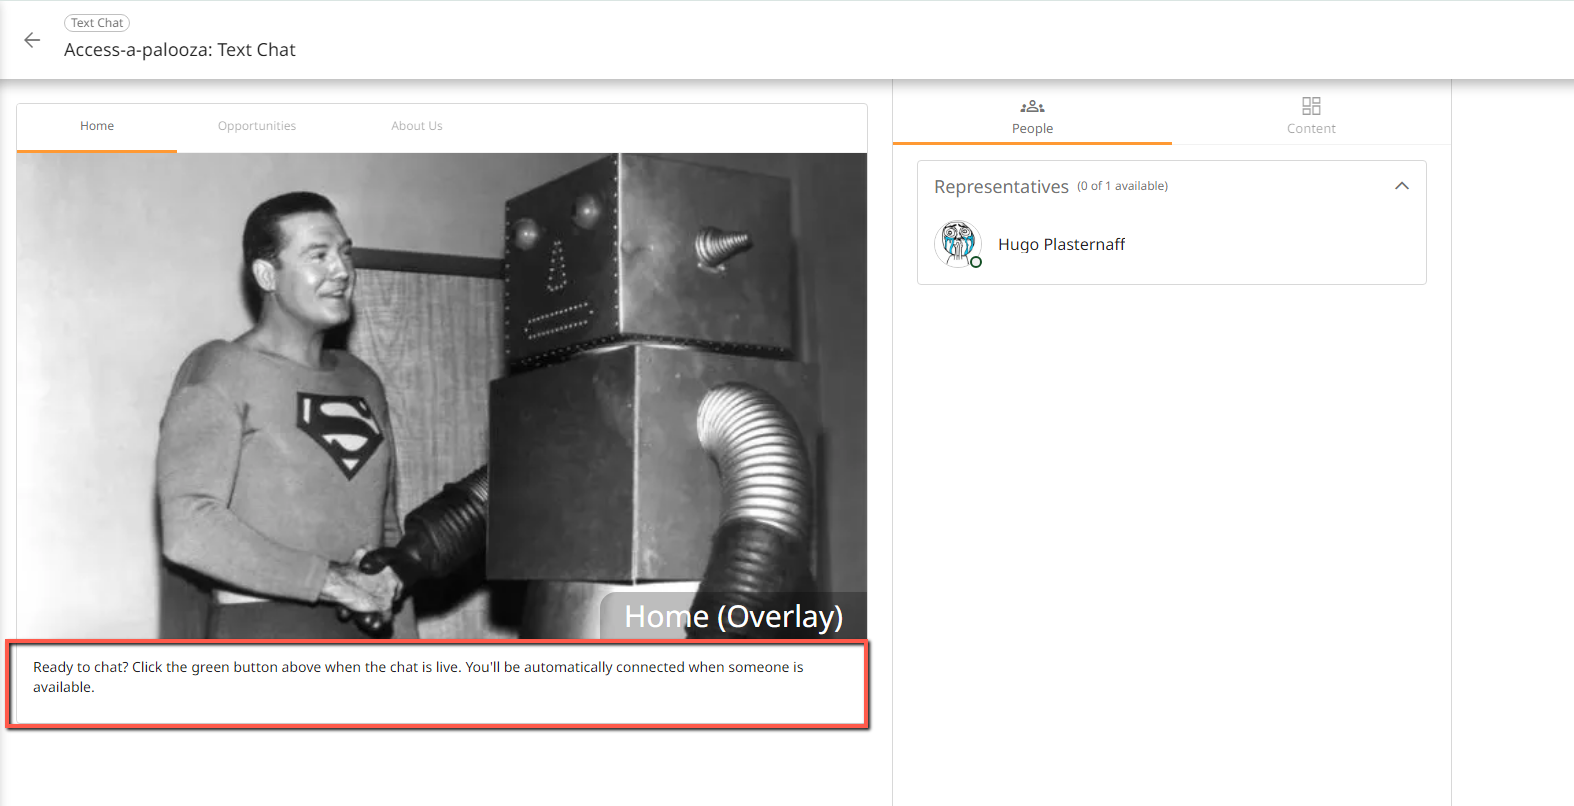 Text Chat
Access-a-palooza: Text Chat
Home
Opportunities
About Us
S
Home (Overlay)
Ready to chat? Click the green button above when the chat is live. You'll be automatically connected when someone is
available.
People
Content
Representatives (0 of 1 available)
Hugo Plasternaff